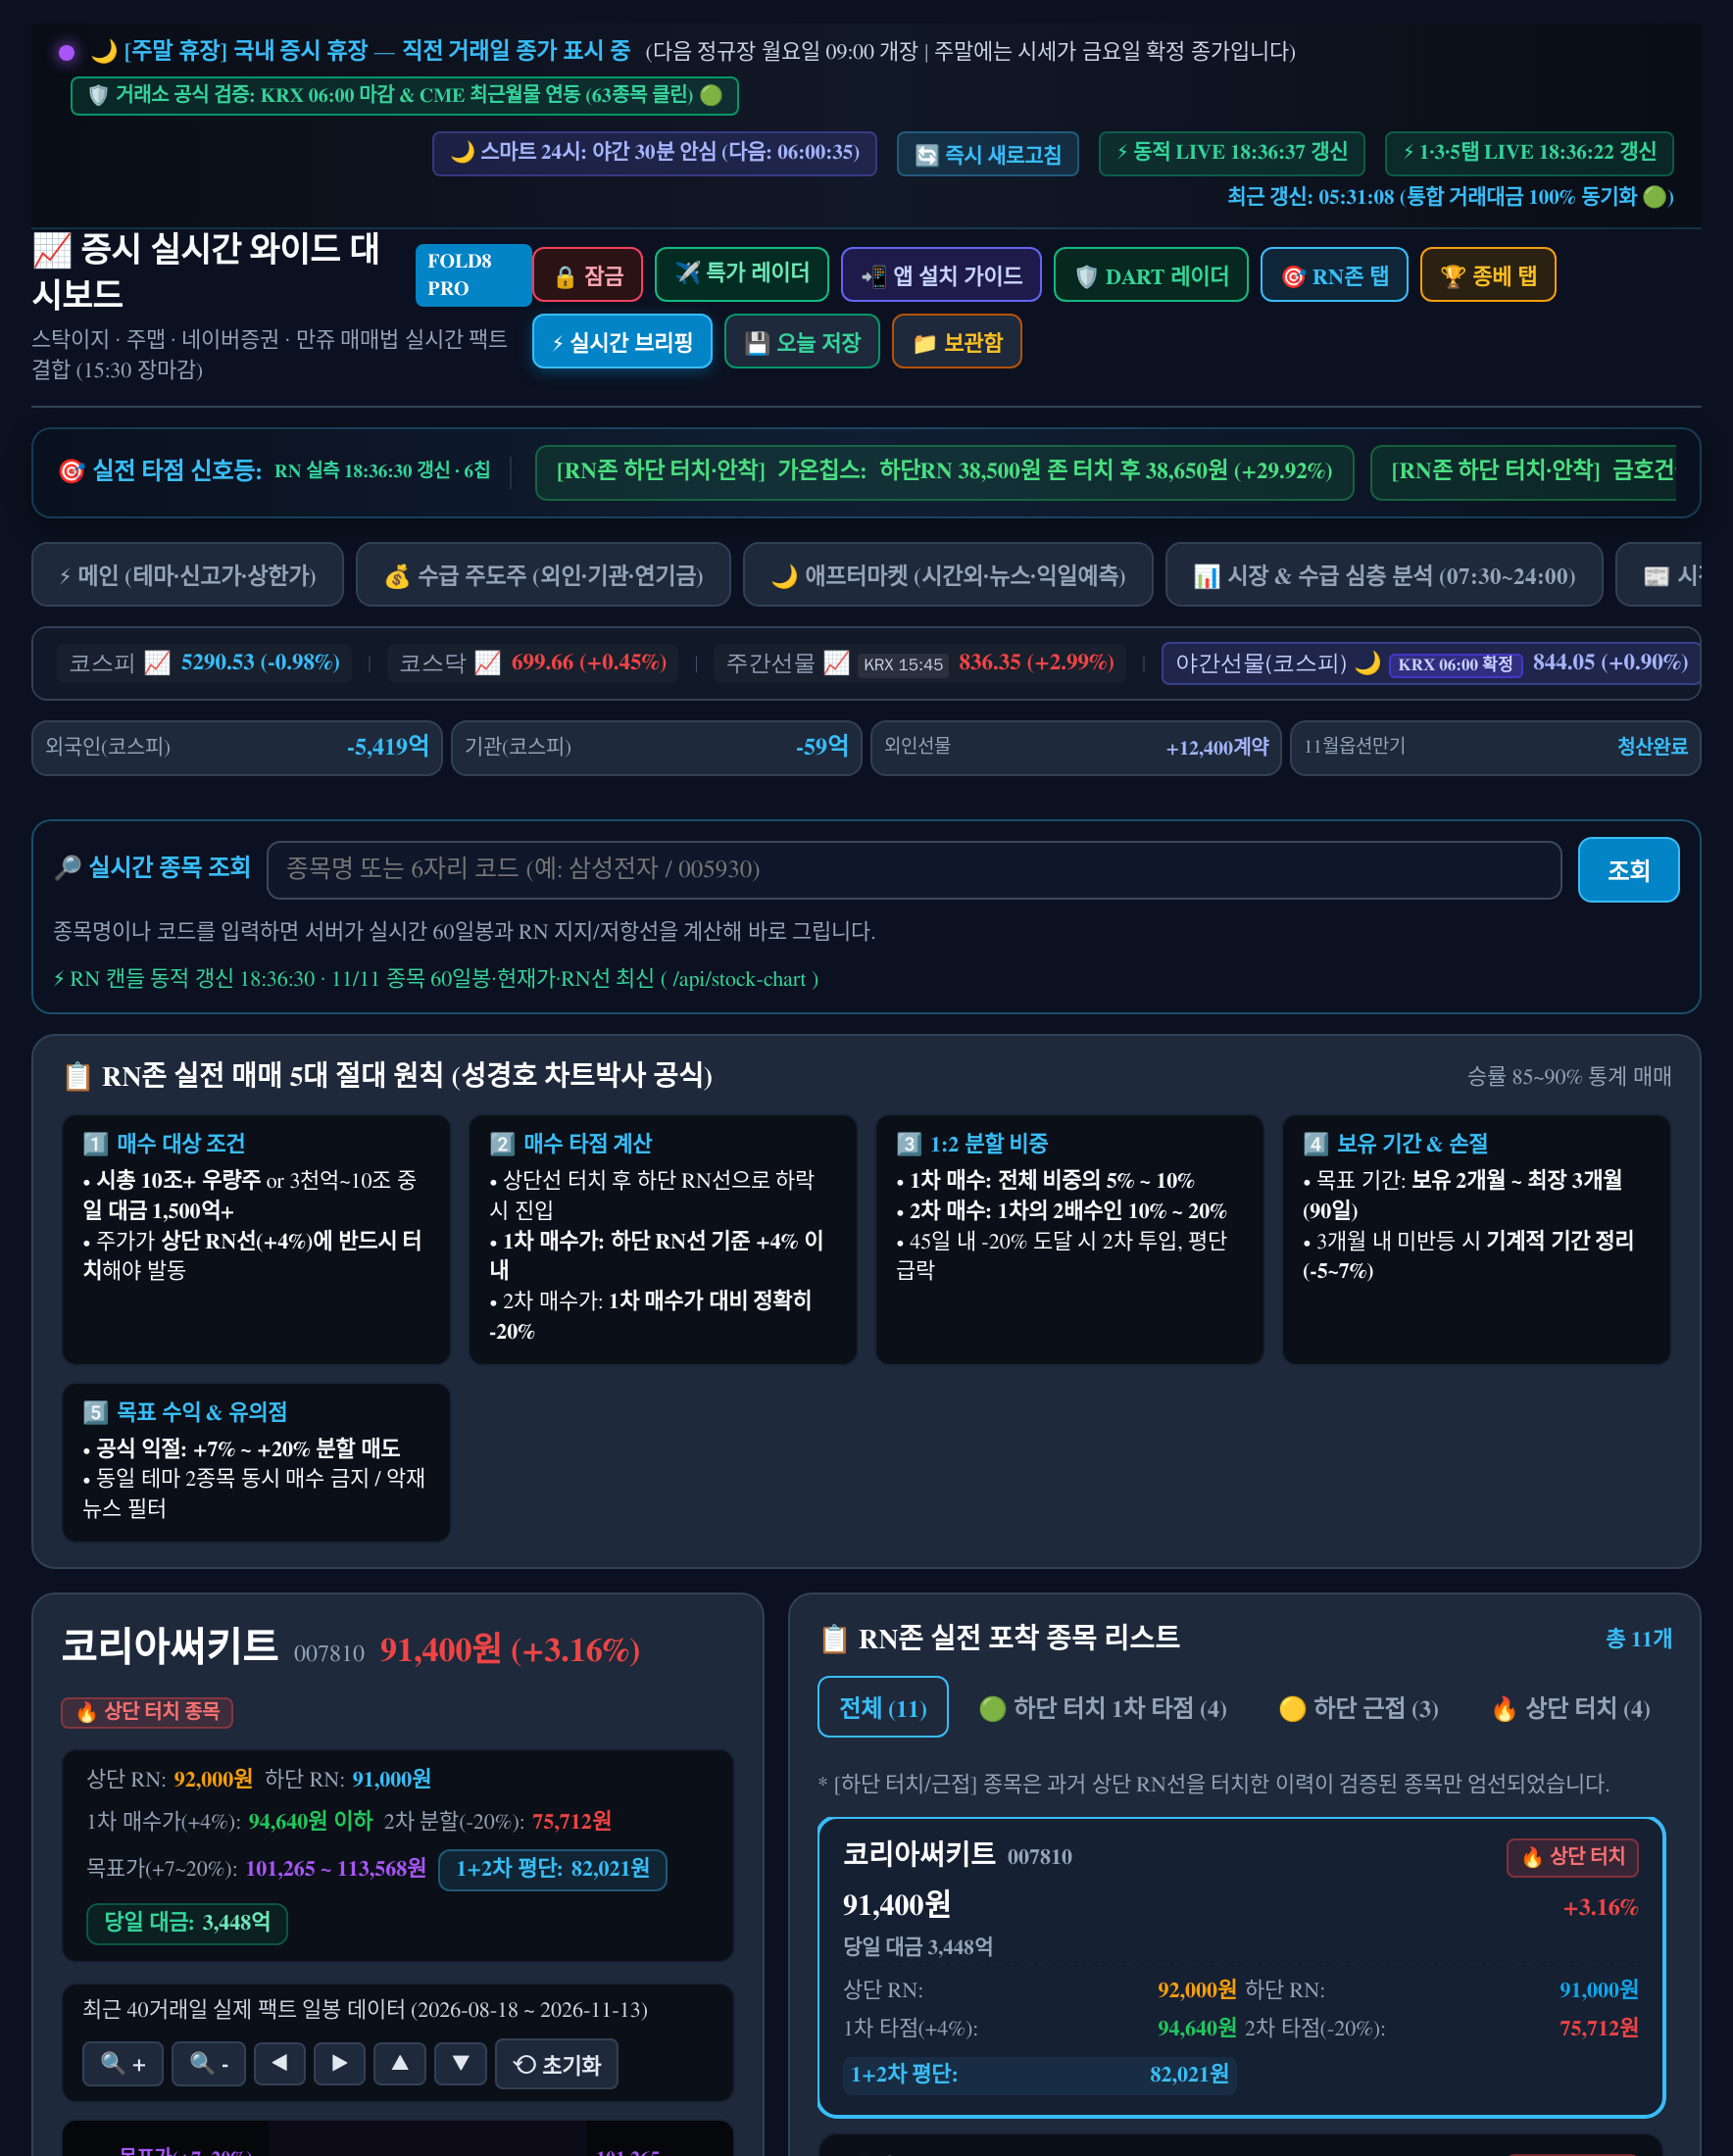 🌙 [주말 휴장] 국내 증시 휴장 — 직전 거래일 종가 표시 중 (다음 정규장 월요일 09:00 개장 | 주말에는 시세가 금요일 확정 종가입니다)
🛡️ 거래소 공식 검증: KRX 06:00 마감 & CME 최근월물 연동 (63종목 클린) 🟢
🌙 스마트 24시: 야간 30분 안심 (다음: 06:00:35) 🔄 즉시 새로고침 ⚡ 동적 LIVE 18:36:37 갱신 ⚡ 1·3·5탭 LIVE 18:36:22 갱신
최근 갱신: 05:31:08 (통합 거래대금 100% 동기화 🟢)
📈 증시 실시간 와이드 대
시보드
FOLD8
PRO
🔒 잠금 ✈️ 특가 레이더 📲 앱 설치 가이드 🛡️ DART 레이더 🎯 RN존 탭 🏆 종베 탭
스탁이지 · 주맵 · 네이버증권 · 만쥬 매매법 실시간 팩트
결합 (15:30 장마감)
⚡ 실시간 브리핑 💾 오늘 저장 📁 보관함
🎯 실전 타점 신호등: RN 실측 18:36:30 갱신 · 6칩 [RN존 하단 터치·안착] 가온칩스: 하단RN 38,500원 존 터치 후 38,650원 (+29.92%) [RN존 하단 터치·안착] 금호건
⚡ 메인 (테마·신고가·상한가) 💰 수급 주도주 (외인·기관·연기금) 🌙 애프터마켓 (시간외·뉴스·익일예측) 📊 시장 & 수급 심층 분석 (07:30~24:00) 📰
코스피 📈 5290.53 (-0.98%) | 코스닥 📈 699.66 (+0.45%) | 주간선물 📈 KRX 15:45 836.35 (+2.99%) | 야간선물(코스피) 🌙 KRX 06:00 확정 844.05 (+0.90%)
외국인(코스피) -5,419억 기관(코스피) -59억 외인선물 +12,400계약 11월옵션만기 청산완료
🔎 실시간 종목 조회 종목명 또는 6자리 코드 (예: 삼성전자 / 005930) 조회
종목명이나 코드를 입력하면 서버가 실시간 60일봉과 RN 지지/저항선을 계산해 바로 그립니다.
⚡ RN 캔들 동적 갱신 18:36:30 · 11/11 종목 60일봉·현재가·RN선 최신 ( /api/stock-chart )
📋 RN존 실전 매매 5대 절대 원칙 (성경호 차트박사 공식) 승률 85~90% 통계 매매
1️⃣ 매수 대상 조건
• 시총 10조+ 우량주 or 3천억~10조 중
일 대금 1,500억+
• 주가가 상단 RN선(+4%)에 반드시 터
치해야 발동
2️⃣ 매수 타점 계산
• 상단선 터치 후 하단 RN선으로 하락
시 진입
• 1차 매수가: 하단 RN선 기준 +4% 이
내
• 2차 매수가: 1차 매수가 대비 정확히
-20%
3️⃣ 1:2 분할 비중
• 1차 매수: 전체 비중의 5% ~ 10%
• 2차 매수: 1차의 2배수인 10% ~ 20%
• 45일 내 -20% 도달 시 2차 투입, 평단
급락
4️⃣ 보유 기간 & 손절
• 목표 기간: 보유 2개월 ~ 최장 3개월
(90일)
• 3개월 내 미반등 시 기계적 기간 정리
(-5~7%)
5️⃣ 목표 수익 & 유의점
• 공식 익절: +7% ~ +20% 분할 매도
• 동일 테마 2종목 동시 매수 금지 / 악재
뉴스 필터
코리아써키트 007810 91,400원 (+3.16%)
🔥 상단 터치 종목
상단 RN: 92,000원 하단 RN: 91,000원
1차 매수가(+4%): 94,640원 이하 2차 분할(-20%): 75,712원
목표가(+7~20%): 101,265 ~ 113,568원 1+2차 평단: 82,021원
당일 대금: 3,448억
최근 40거래일 실제 팩트 일봉 데이터 (2026-08-18 ~ 2026-11-13)
🔍 + 🔍 - ◀ ▶ ▲ ▼ ⟲ 초기화
목표가(+7~20%) 101,265
📋 RN존 실전 포착 종목 리스트 총 11개
전체 (11) 🟢 하단 터치 1차 타점 (4) 🟡 하단 근접 (3) 🔥 상단 터치 (4)
* [하단 터치/근접] 종목은 과거 상단 RN선을 터치한 이력이 검증된 종목만 엄선되었습니다.
코리아써키트 007810 🔥 상단 터치
91,400원 +3.16%
당일 대금 3,448억
상단 RN: 92,000원 하단 RN: 91,000원
1차 타점(+4%): 94,640원 2차 타점(-20%): 75,712원
1+2차 평단: 82,021원